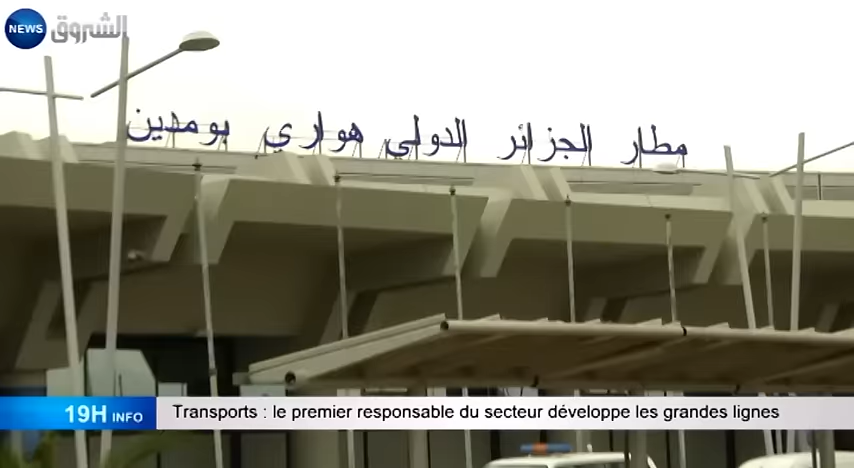 NEWS الشروق
مطار الجزائر الدولي هواري بومدين
19H INFO
Transports : le premier responsable du secteur développe les grandes lignes